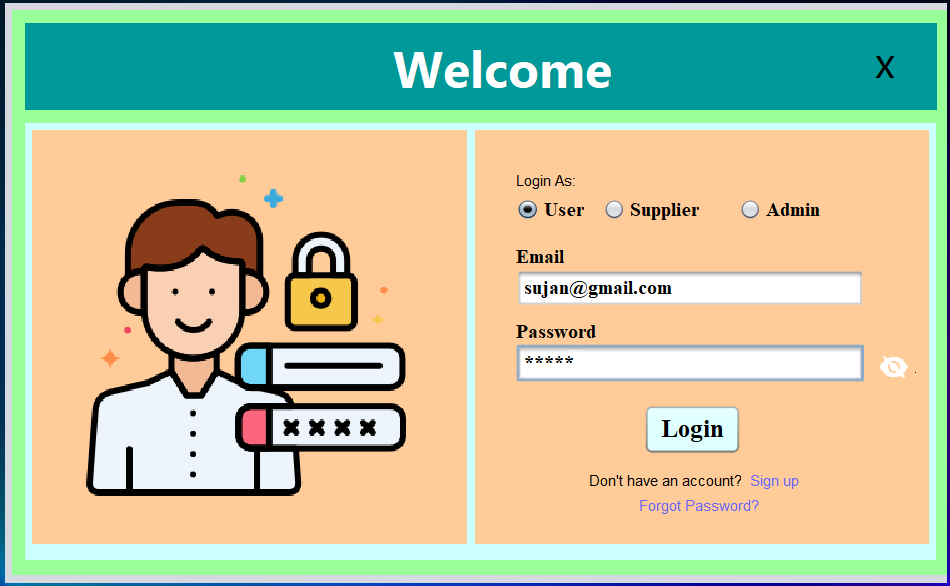 Welcome
X
Login As:
User Supplier Admin
Email
sujan@gmail.com
Password
*****
Login
Don't have an account? Sign up
Forgot Password?